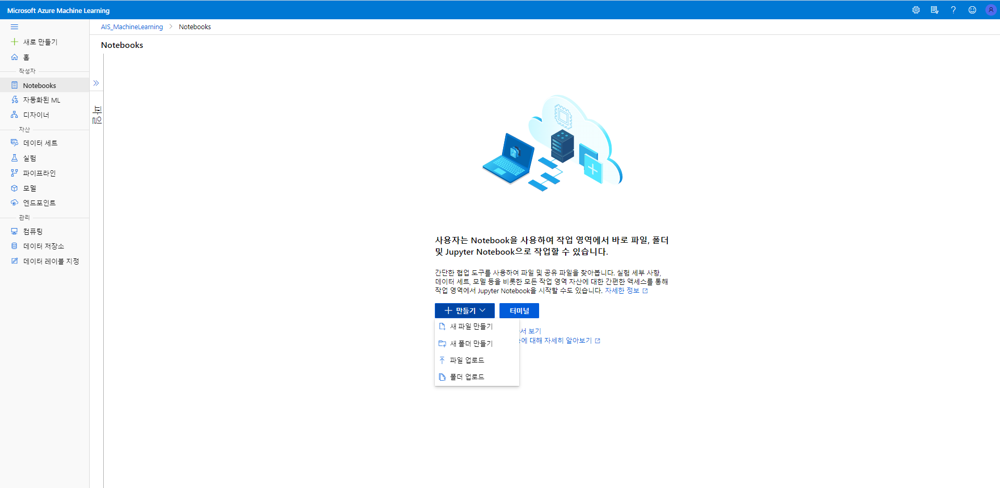 Microsoft Azure Machine Learning
AIS_MachineLearning > Notebooks
Notebooks
새로 만들기
홈
작성자
Notebooks
자동화된 ML
디자이너
자산
데이터 세트
실험
파이프라인
모델
엔드포인트
관리
컴퓨팅
데이터 저장소
데이터 레이블 지정
파일
사용자는 Notebook을 사용하여 작업 영역에서 바로 파일, 폴더
및 Jupyter Notebook으로 작업할 수 있습니다.
간단한 협업 도구를 사용하여 파일 및 공유 파일을 찾아봅니다. 실험 세부 사항,
데이터 세트, 모델 등을 비롯한 모든 작업 영역 자산에 대한 간편한 액세스를 통해
작업 영역에서 Jupyter Notebook을 시작할 수도 있습니다. 자세한 정보
만들기 터미널
새 파일 만들기
새 폴더 만들기
파일 업로드
폴더 업로드
보기
대해 자세히 알아보기